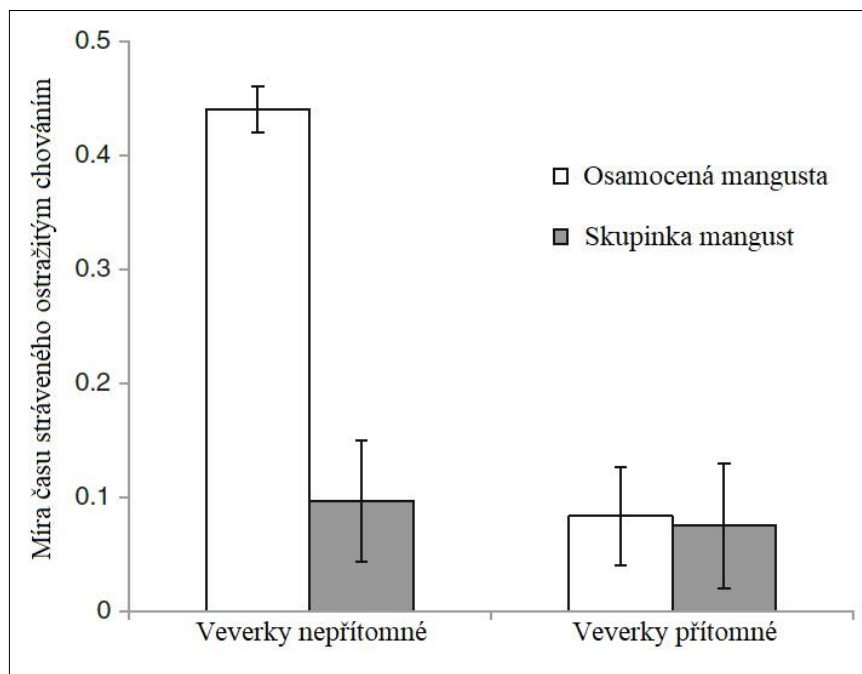 Míra času stráveného ostražitým chováním
0.5
0.4
0.3
0.2
0.1
0
Osamocená mangusta
Skupinka mangust
Veverky nepřítomné
Veverky přítomné